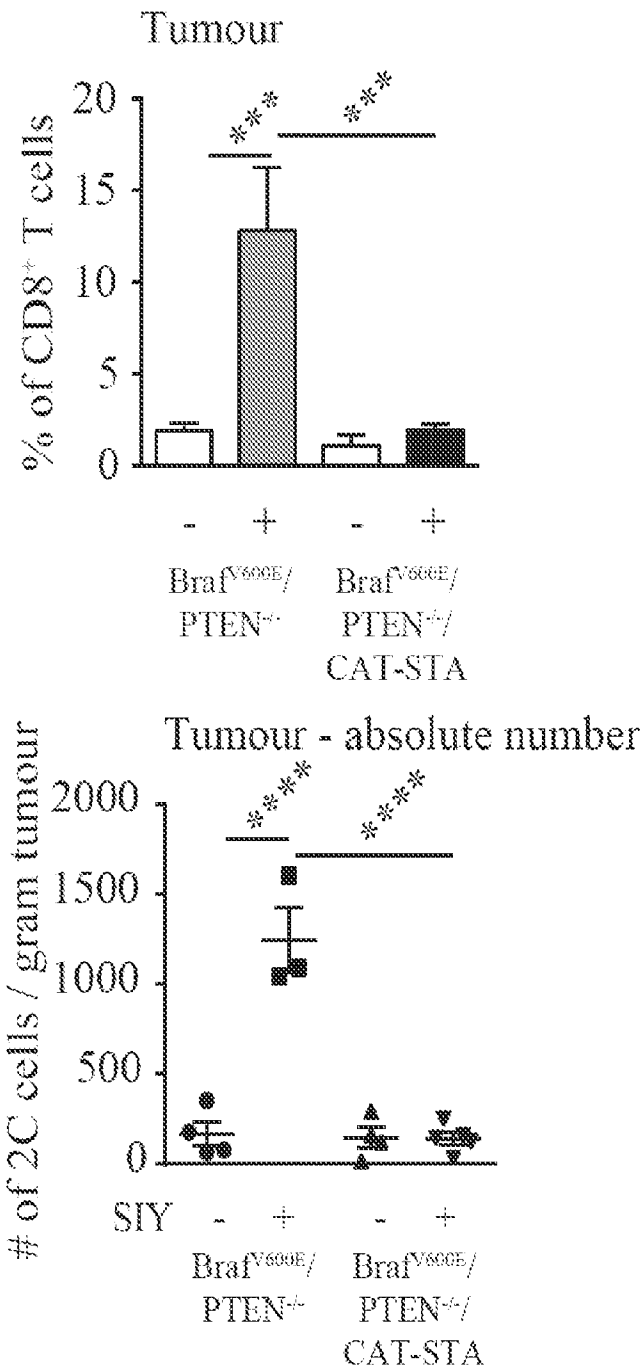 Tumour
% of CD8⁺ T cells
20
15
10
5
0
*** ***
- + - +
Braf^V600E/ Braf^V600E/
PTEN^-/- PTEN^-/-/
CAT-STA
Tumour - absolute number
# of 2C cells / gram tumour
2000
1500
1000
500
0
**** ****
SIY - + - +
Braf^V600E/ Braf^V600E/
PTEN^-/- PTEN^-/-/
CAT-STA